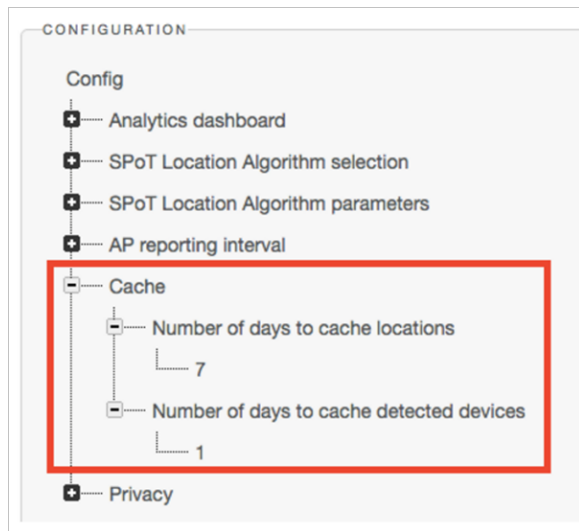 CONFIGURATION
Config
Analytics dashboard
SPoT Location Algorithm selection
SPoT Location Algorithm parameters
AP reporting interval
Cache
Number of days to cache locations
7
Number of days to cache detected devices
1
Privacy